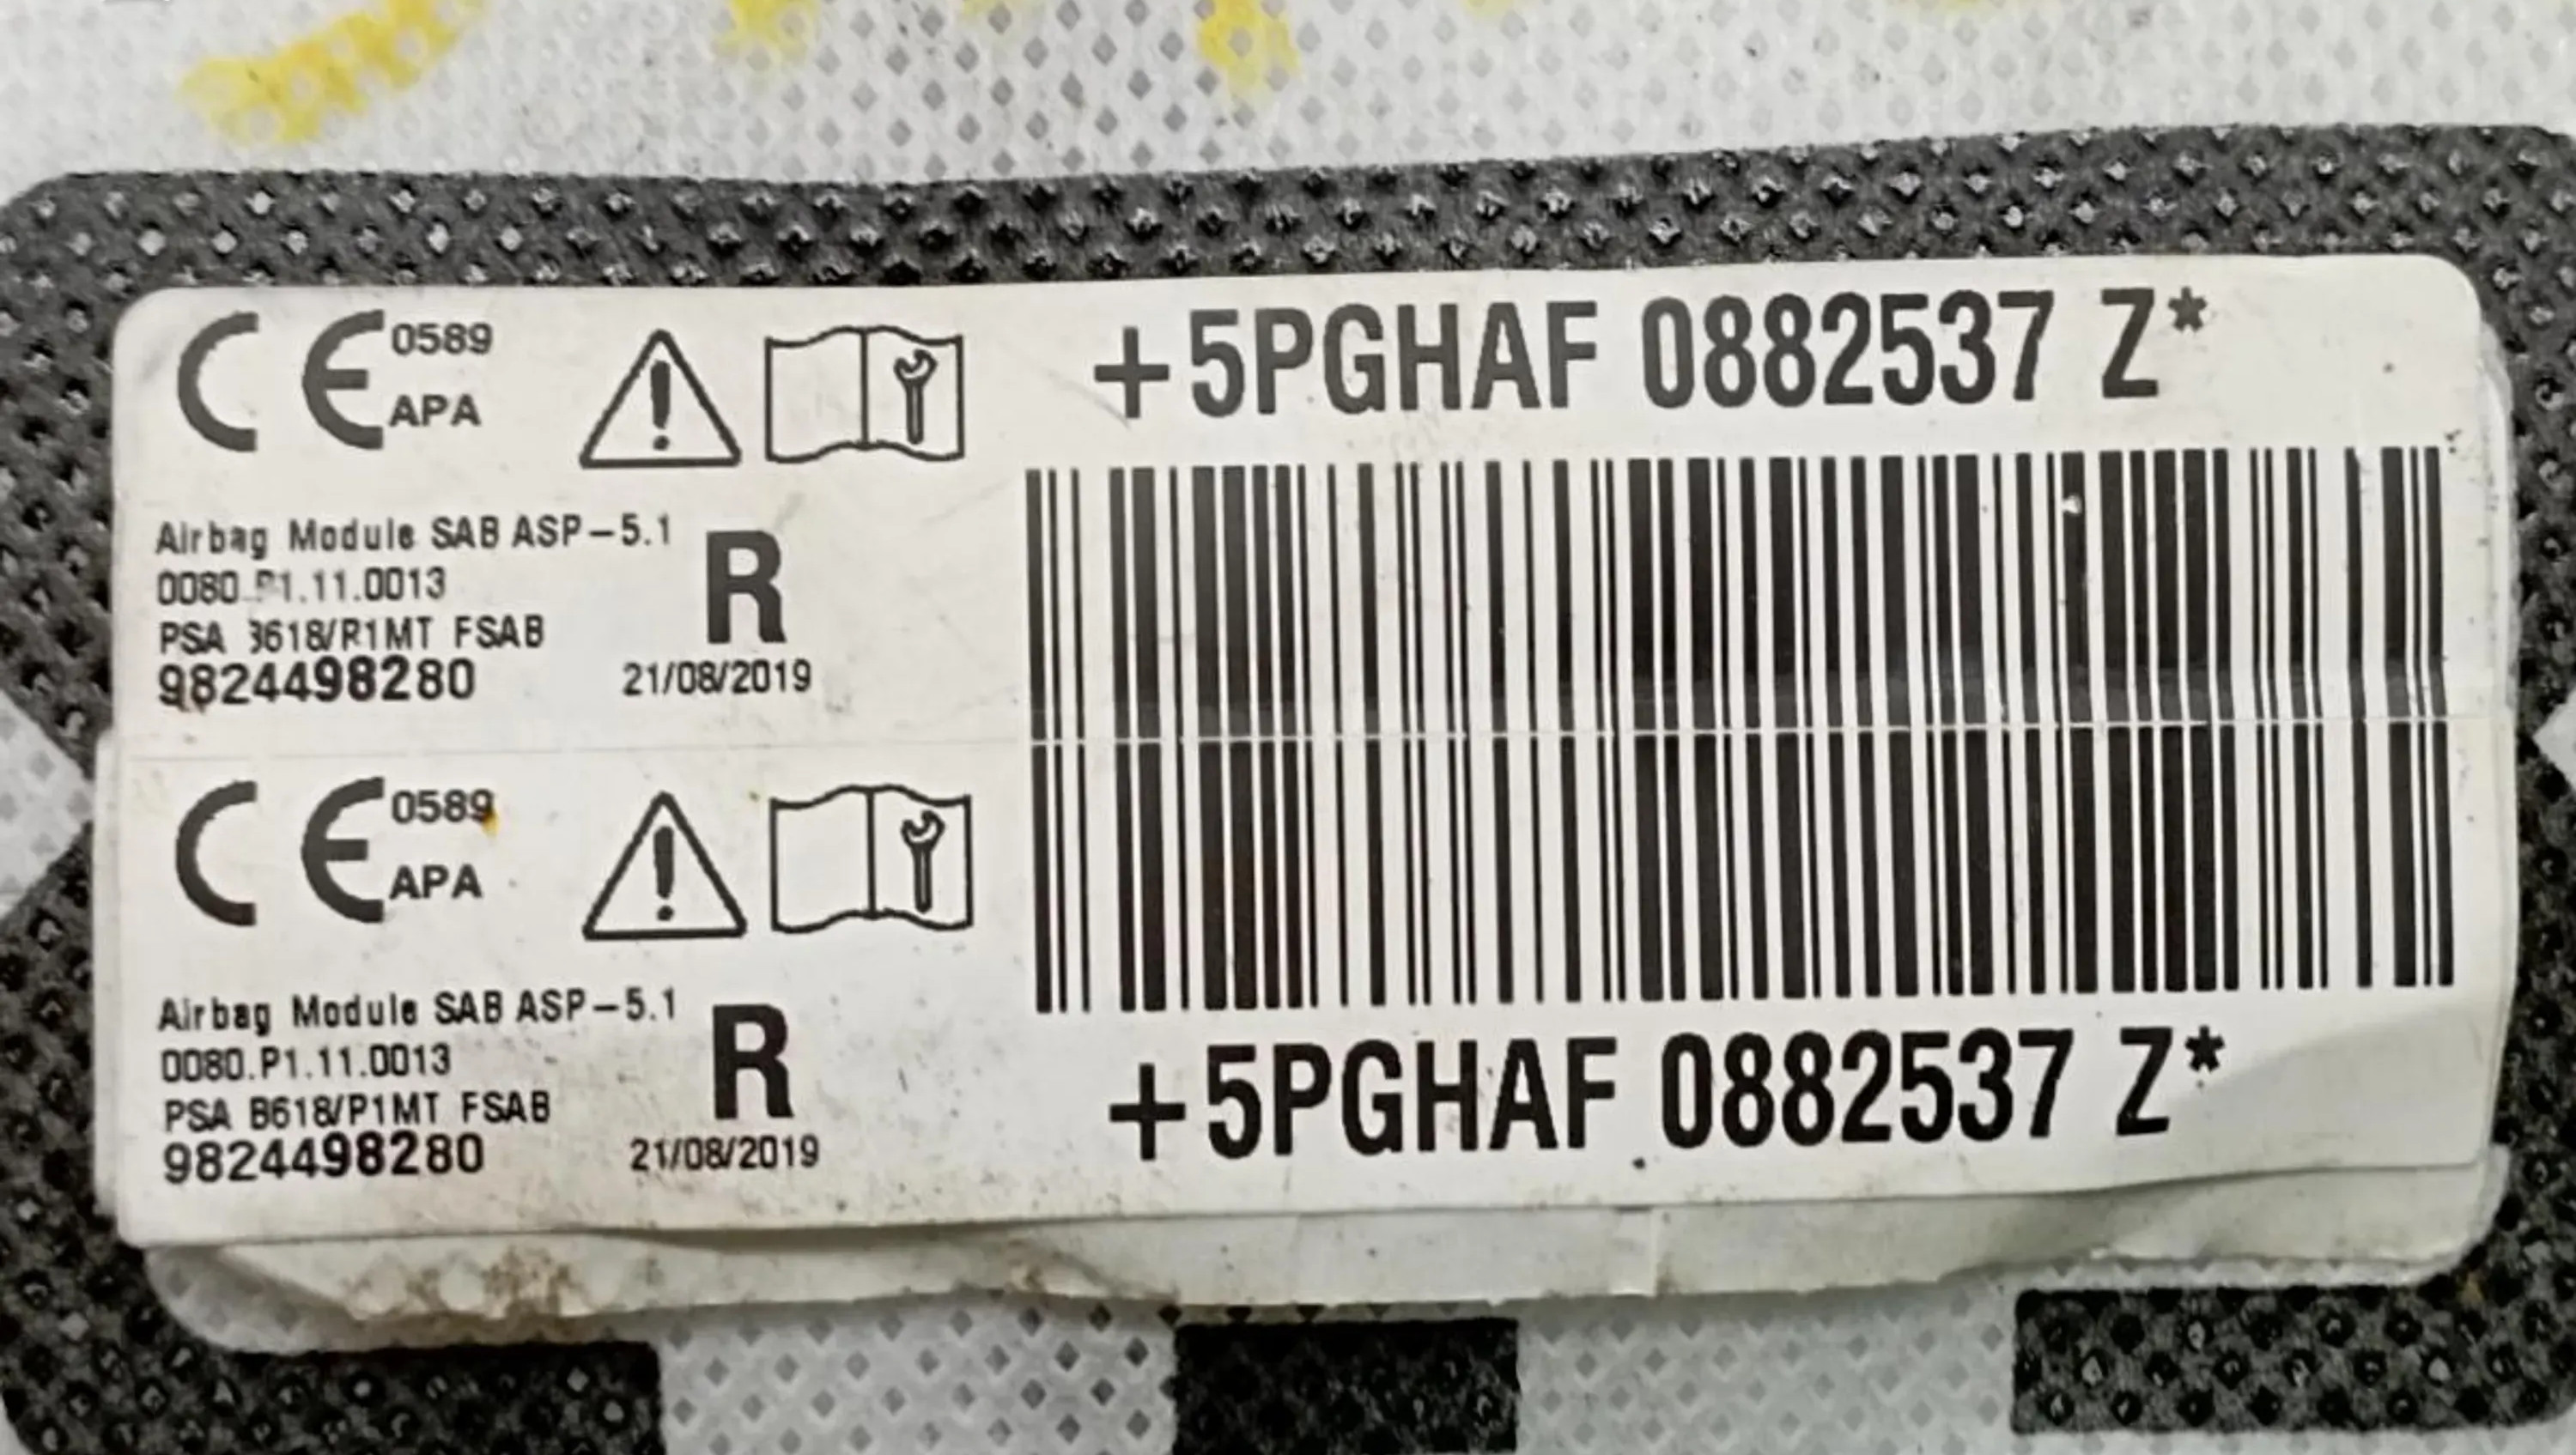 CE 0589
APA
+5PGHAF 0882537 Z*
Airbag Module SAB ASP-5.1
0080.P1.11.0013
R
PSA B618/P1MT FSAB
9824498280
21/08/2019
CE 0589
APA
Airbag Module SAB ASP-5.1
0080.P1.11.0013
R
PSA B618/P1MT FSAB
9824498280
21/08/2019
+5PGHAF 0882537 Z*